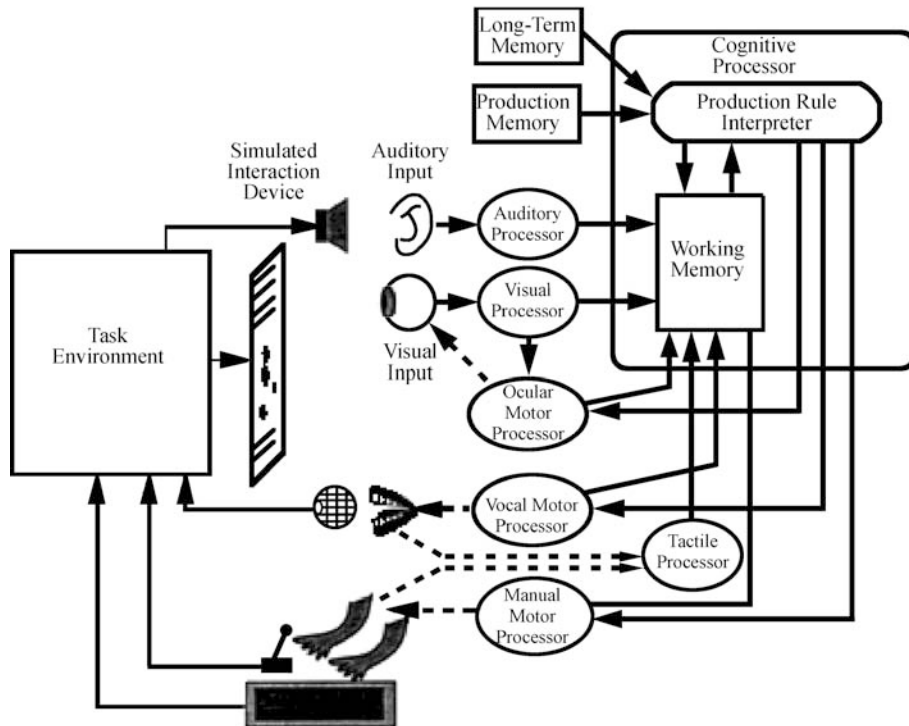 Long-Term
Memory
Cognitive
Processor
Production
Memory
Production Rule
Interpreter
Simulated
Interaction
Device
Auditory
Input
Auditory
Processor
Working
Memory
Visual
Processor
Task
Environment
Visual
Input
Ocular
Motor
Processor
Vocal Motor
Processor
Tactile
Processor
Manual
Motor
Processor